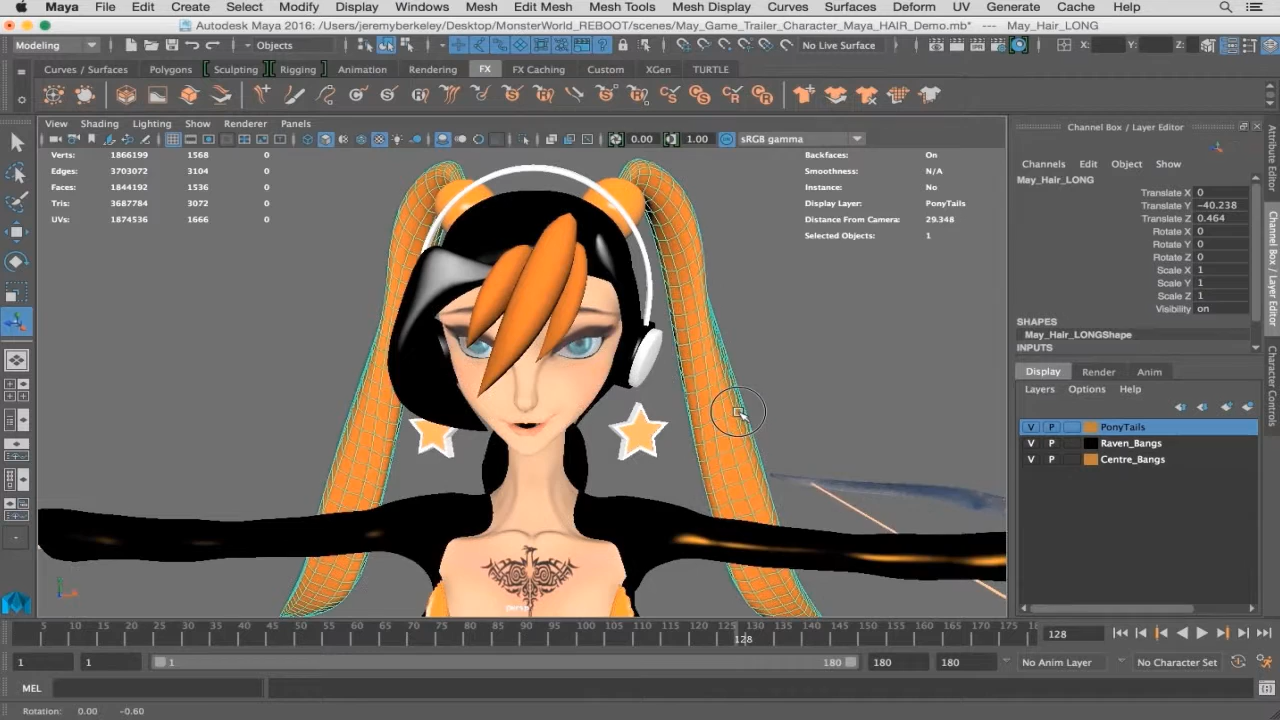 Maya File Edit Create Select Modify Display Windows Mesh Edit Mesh Mesh Tools Mesh Display Curves Surfaces Deform UV Generate Cache Help
Autodesk Maya 2016: /Users/jeremyberkeley/Desktop/MonsterWorld_REBOOT/scenes/May_Game_Trailer_Character_Maya_HAIR_Demo.mb* --- May_Hair_LONG
Modeling Objects No Live Surface X: Y: Z:
Curves / Surfaces Polygons Sculpting Rigging Animation Rendering FX FX Caching Custom XGen TURTLE
View Shading Lighting Show Renderer Panels
0.00 1.00 sRGB gamma
Verts: 1866199 1568 0
Edges: 3703072 3104 0
Faces: 1844192 1536 0
Tris: 3687784 3072 0
UVs: 1874536 1666 0
Backfaces: On
Smoothness: N/A
Instance: No
Display Layer: PonyTails
Distance From Camera: 29.348
Selected Objects: 1
persp
Channel Box / Layer Editor
Channels Edit Object Show
May_Hair_LONG
Translate X 0
Translate Y -40.238
Translate Z 0.464
Rotate X 0
Rotate Y 0
Rotate Z 0
Scale X 1
Scale Y 1
Scale Z 1
Visibility on
SHAPES
May_Hair_LONGShape
INPUTS
Display Render Anim
Layers Options Help
V P PonyTails
V P Raven_Bangs
V P Centre_Bangs
Attribute Editor
Channel Box / Layer Editor
Character Controls
5 10 15 20 25 30 35 40 45 50 55 60 65 70 75 80 85 90 95 100 105 110 115 120 125 130 135 140 145 150 155 160 165 170 175
128
128
1 1 1 180 180 180 No Anim Layer No Character Set
MEL
Rotation: 0.00 -0.60